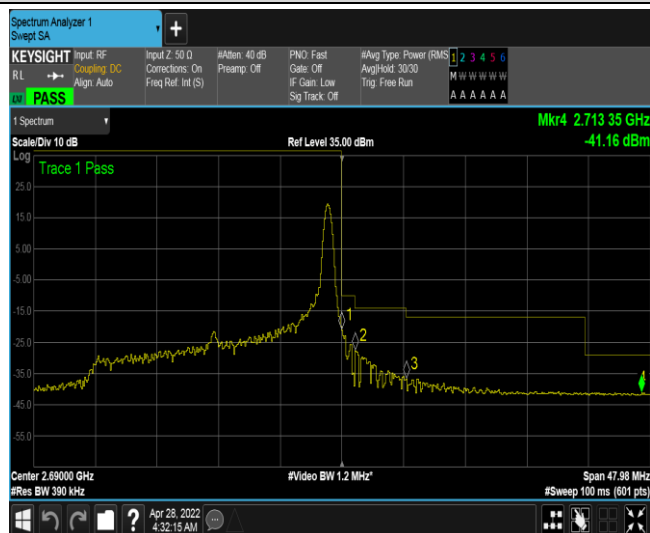 Spectrum Analyzer 1
Swept SA
KEYSIGHT
RL
PASS
Input: RF
Coupling: DC
Align: Auto
Input Z: 50 Ω
Corrections: On
Freq Ref: Int (S)
#Atten: 40 dB
Preamp: Off
PNO: Fast
Gate: Off
IF Gain: Low
Sig Track: Off
#Avg Type: Power (RMS
Avg|Hold: 30/30
Trig: Free Run
1 2 3 4 5 6
M W W W W W
A A A A A A
1 Spectrum
Mkr4 2.713 35 GHz
Scale/Div 10 dB
Ref Level 35.00 dBm
-41.16 dBm
Log
Trace 1 Pass
25.0
15.0
5.00
-5.00
-15.0
-25.0
-35.0
-45.0
-55.0
1
2
3
4
Center 2.69000 GHz
#Video BW 1.2 MHz*
Span 47.98 MHz
#Res BW 390 kHz
#Sweep 100 ms (601 pts)
?
Apr 28, 2022
4:32:15 AM